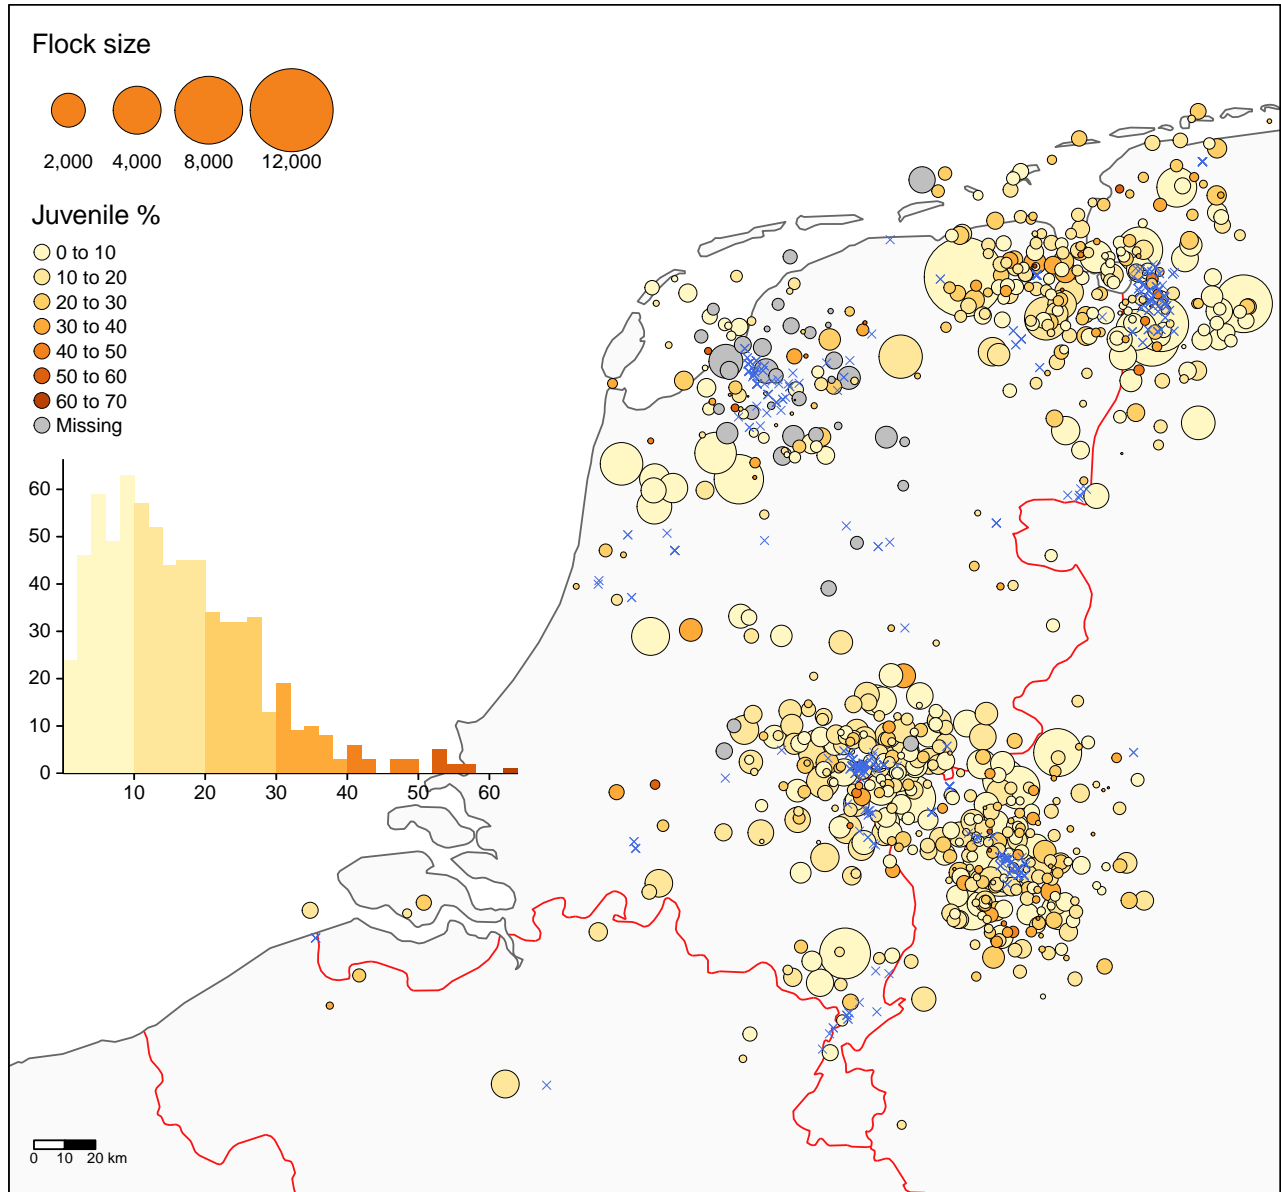 Flock size
2,000 4,000 8,000 12,000
Juvenile %
0 to 10
10 to 20
20 to 30
30 to 40
40 to 50
50 to 60
60 to 70
Missing
60
50
40
30
20
10
0
10 20 30 40 50 60
0 10 20 km